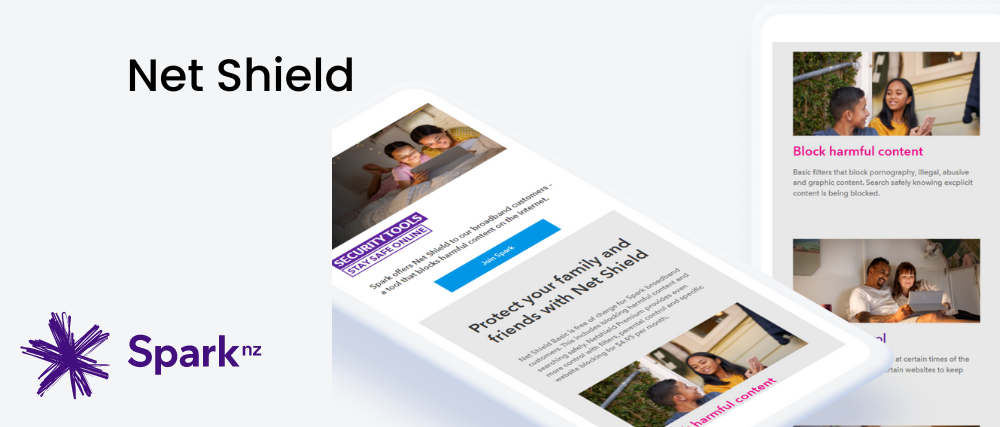 Net Shield
Spark nz
SECURITY TOOLS
STAY SAFE ONLINE
Spark offers Net Shield to our broadband customers –
a tool that blocks harmful content on the internet.
Join Spark
Protect your family and
friends with Net Shield
Net Shield Basic is free of charge for Spark broadband
customers. This includes blocking harmful content and
searching safely. Netshield Premium provides even
more control with filters, parental control and specific
website blocking for $4.95 per month.
harmful content
Block harmful content
Basic filters that block pornography, illegal, abusive
and graphic content. Search safely knowing excplicit
content is being blocked.
at certain times of the
rtain websites to keep